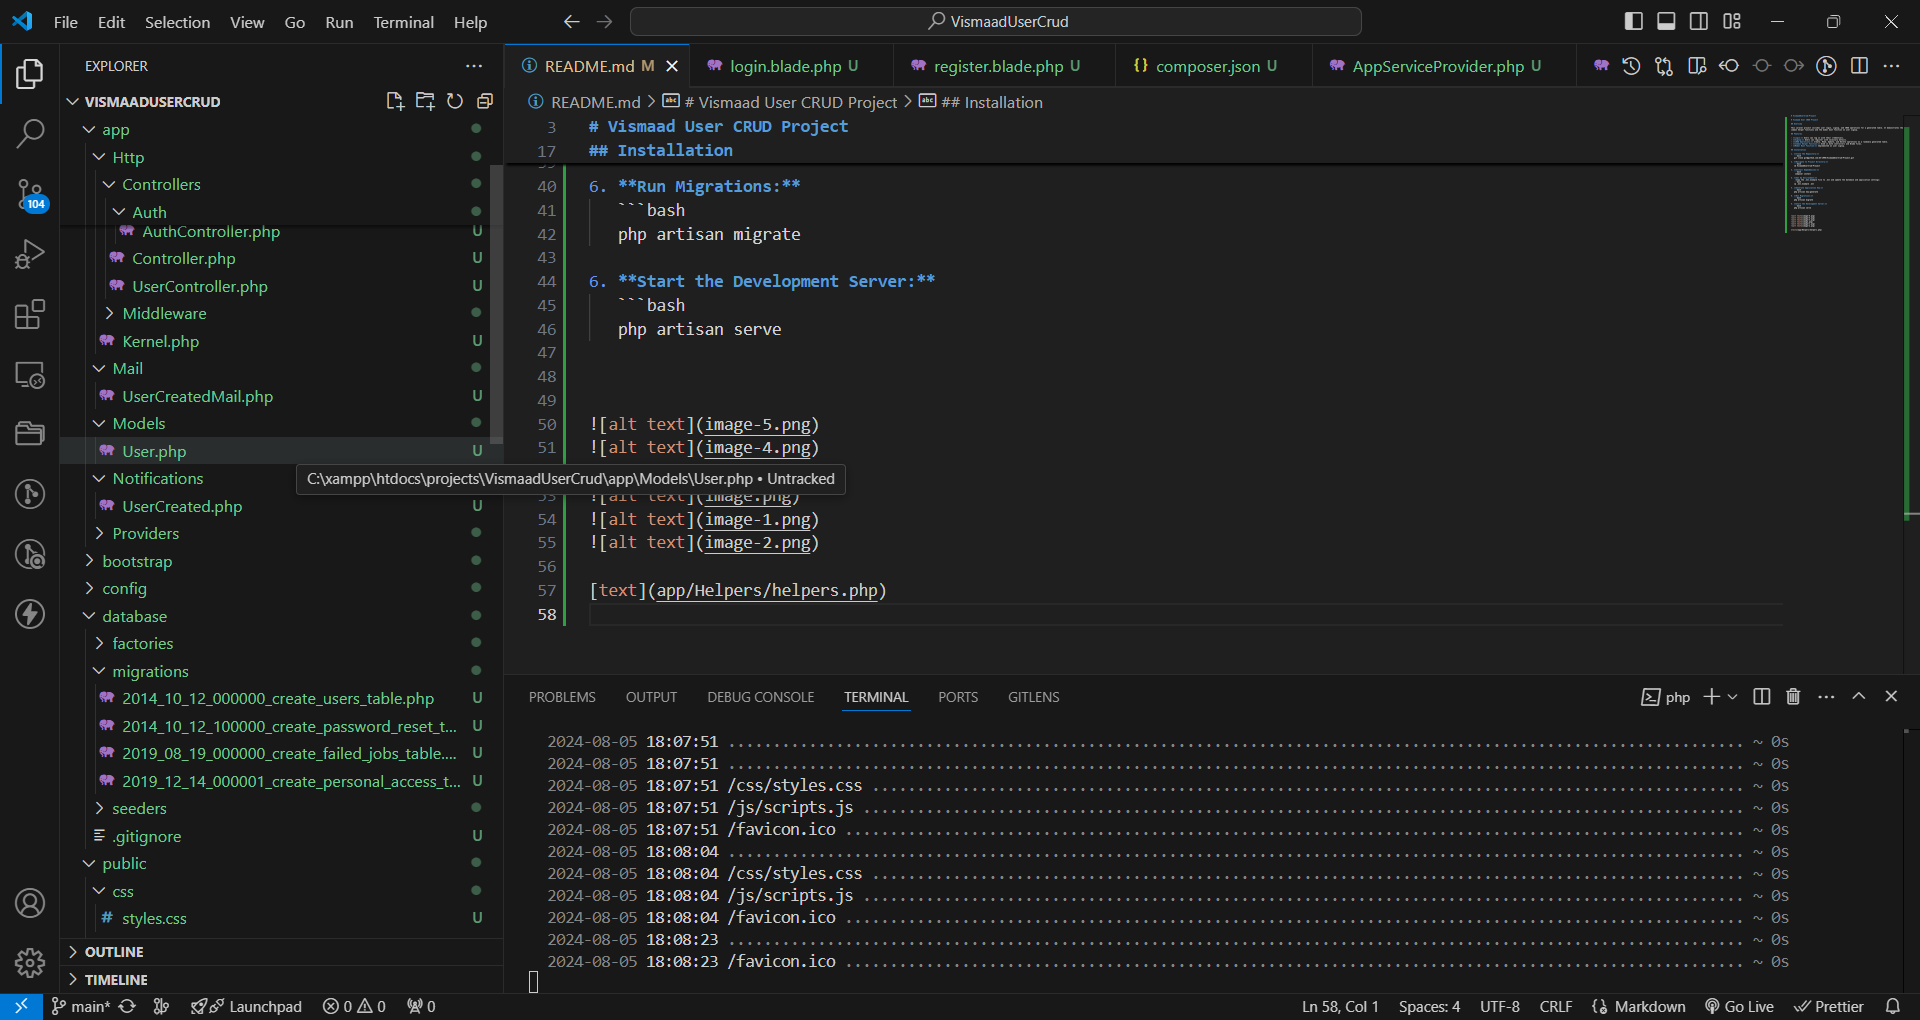 File Edit Selection View Go Run Terminal Help
VismaadUserCrud
EXPLORER
VISMAADUSERCRUD
app
Http
Controllers
Auth
AuthController.php U
Controller.php U
UserController.php U
Middleware
Kernel.php U
Mail
UserCreatedMail.php U
Models
User.php U
Notifications
UserCreated.php U
Providers
bootstrap
config
database
factories
migrations
2014_10_12_000000_create_users_table.php U
2014_10_12_100000_create_password_reset_t... U
2019_08_19_000000_create_failed_jobs_table.... U
2019_12_14_000001_create_personal_access_t... U
seeders
.gitignore U
public
css
# styles.css U
OUTLINE
TIMELINE
104
README.md M
login.blade.php U
register.blade.php U
{} composer.json U
AppServiceProvider.php U
README.md > # Vismaad User CRUD Project > ## Installation
3 # Vismaad User CRUD Project
17 ## Installation
40 6. **Run Migrations:**
41 ```bash
42 php artisan migrate
43
44 6. **Start the Development Server:**
45 ```bash
46 php artisan serve
47
48
49
50 ![alt text](image-5.png)
51 ![alt text](image-4.png)
C:\xampp\htdocs\projects\VismaadUserCrud\app\Models\User.php • Untracked
53 ![alt text](image.png)
54 ![alt text](image-1.png)
55 ![alt text](image-2.png)
56
57 [text](app/Helpers/helpers.php)
58
PROBLEMS OUTPUT DEBUG CONSOLE TERMINAL PORTS GITLENS
php
2024-08-05 18:07:51 ........ ~ 0s
2024-08-05 18:07:51 ........ ~ 0s
2024-08-05 18:07:51 /css/styles.css ........ ~ 0s
2024-08-05 18:07:51 /js/scripts.js ........ ~ 0s
2024-08-05 18:07:51 /favicon.ico ........ ~ 0s
2024-08-05 18:08:04 ........ ~ 0s
2024-08-05 18:08:04 /css/styles.css ........ ~ 0s
2024-08-05 18:08:04 /js/scripts.js ........ ~ 0s
2024-08-05 18:08:04 /favicon.ico ........ ~ 0s
2024-08-05 18:08:23 ........ ~ 0s
2024-08-05 18:08:23 /favicon.ico ........ ~ 0s
main* Launchpad 0 0 0
Ln 58, Col 1 Spaces: 4 UTF-8 CRLF Markdown Go Live Prettier